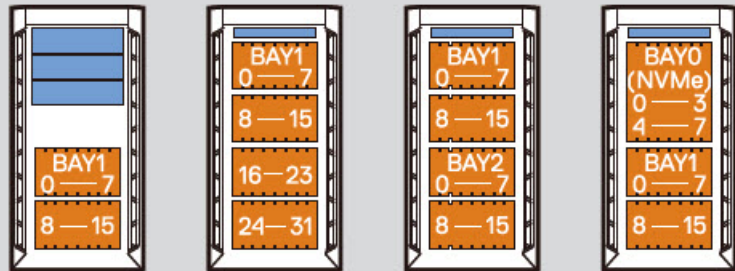 BAY1
0 — 7
8 — 15
BAY1
0 — 7
8 — 15
16 — 23
24 — 31
BAY1
0 — 7
8 — 15
BAY2
0 — 7
8 — 15
BAY0
(NVMe)
0 — 3
4 — 7
BAY1
0 — 7
8 — 15